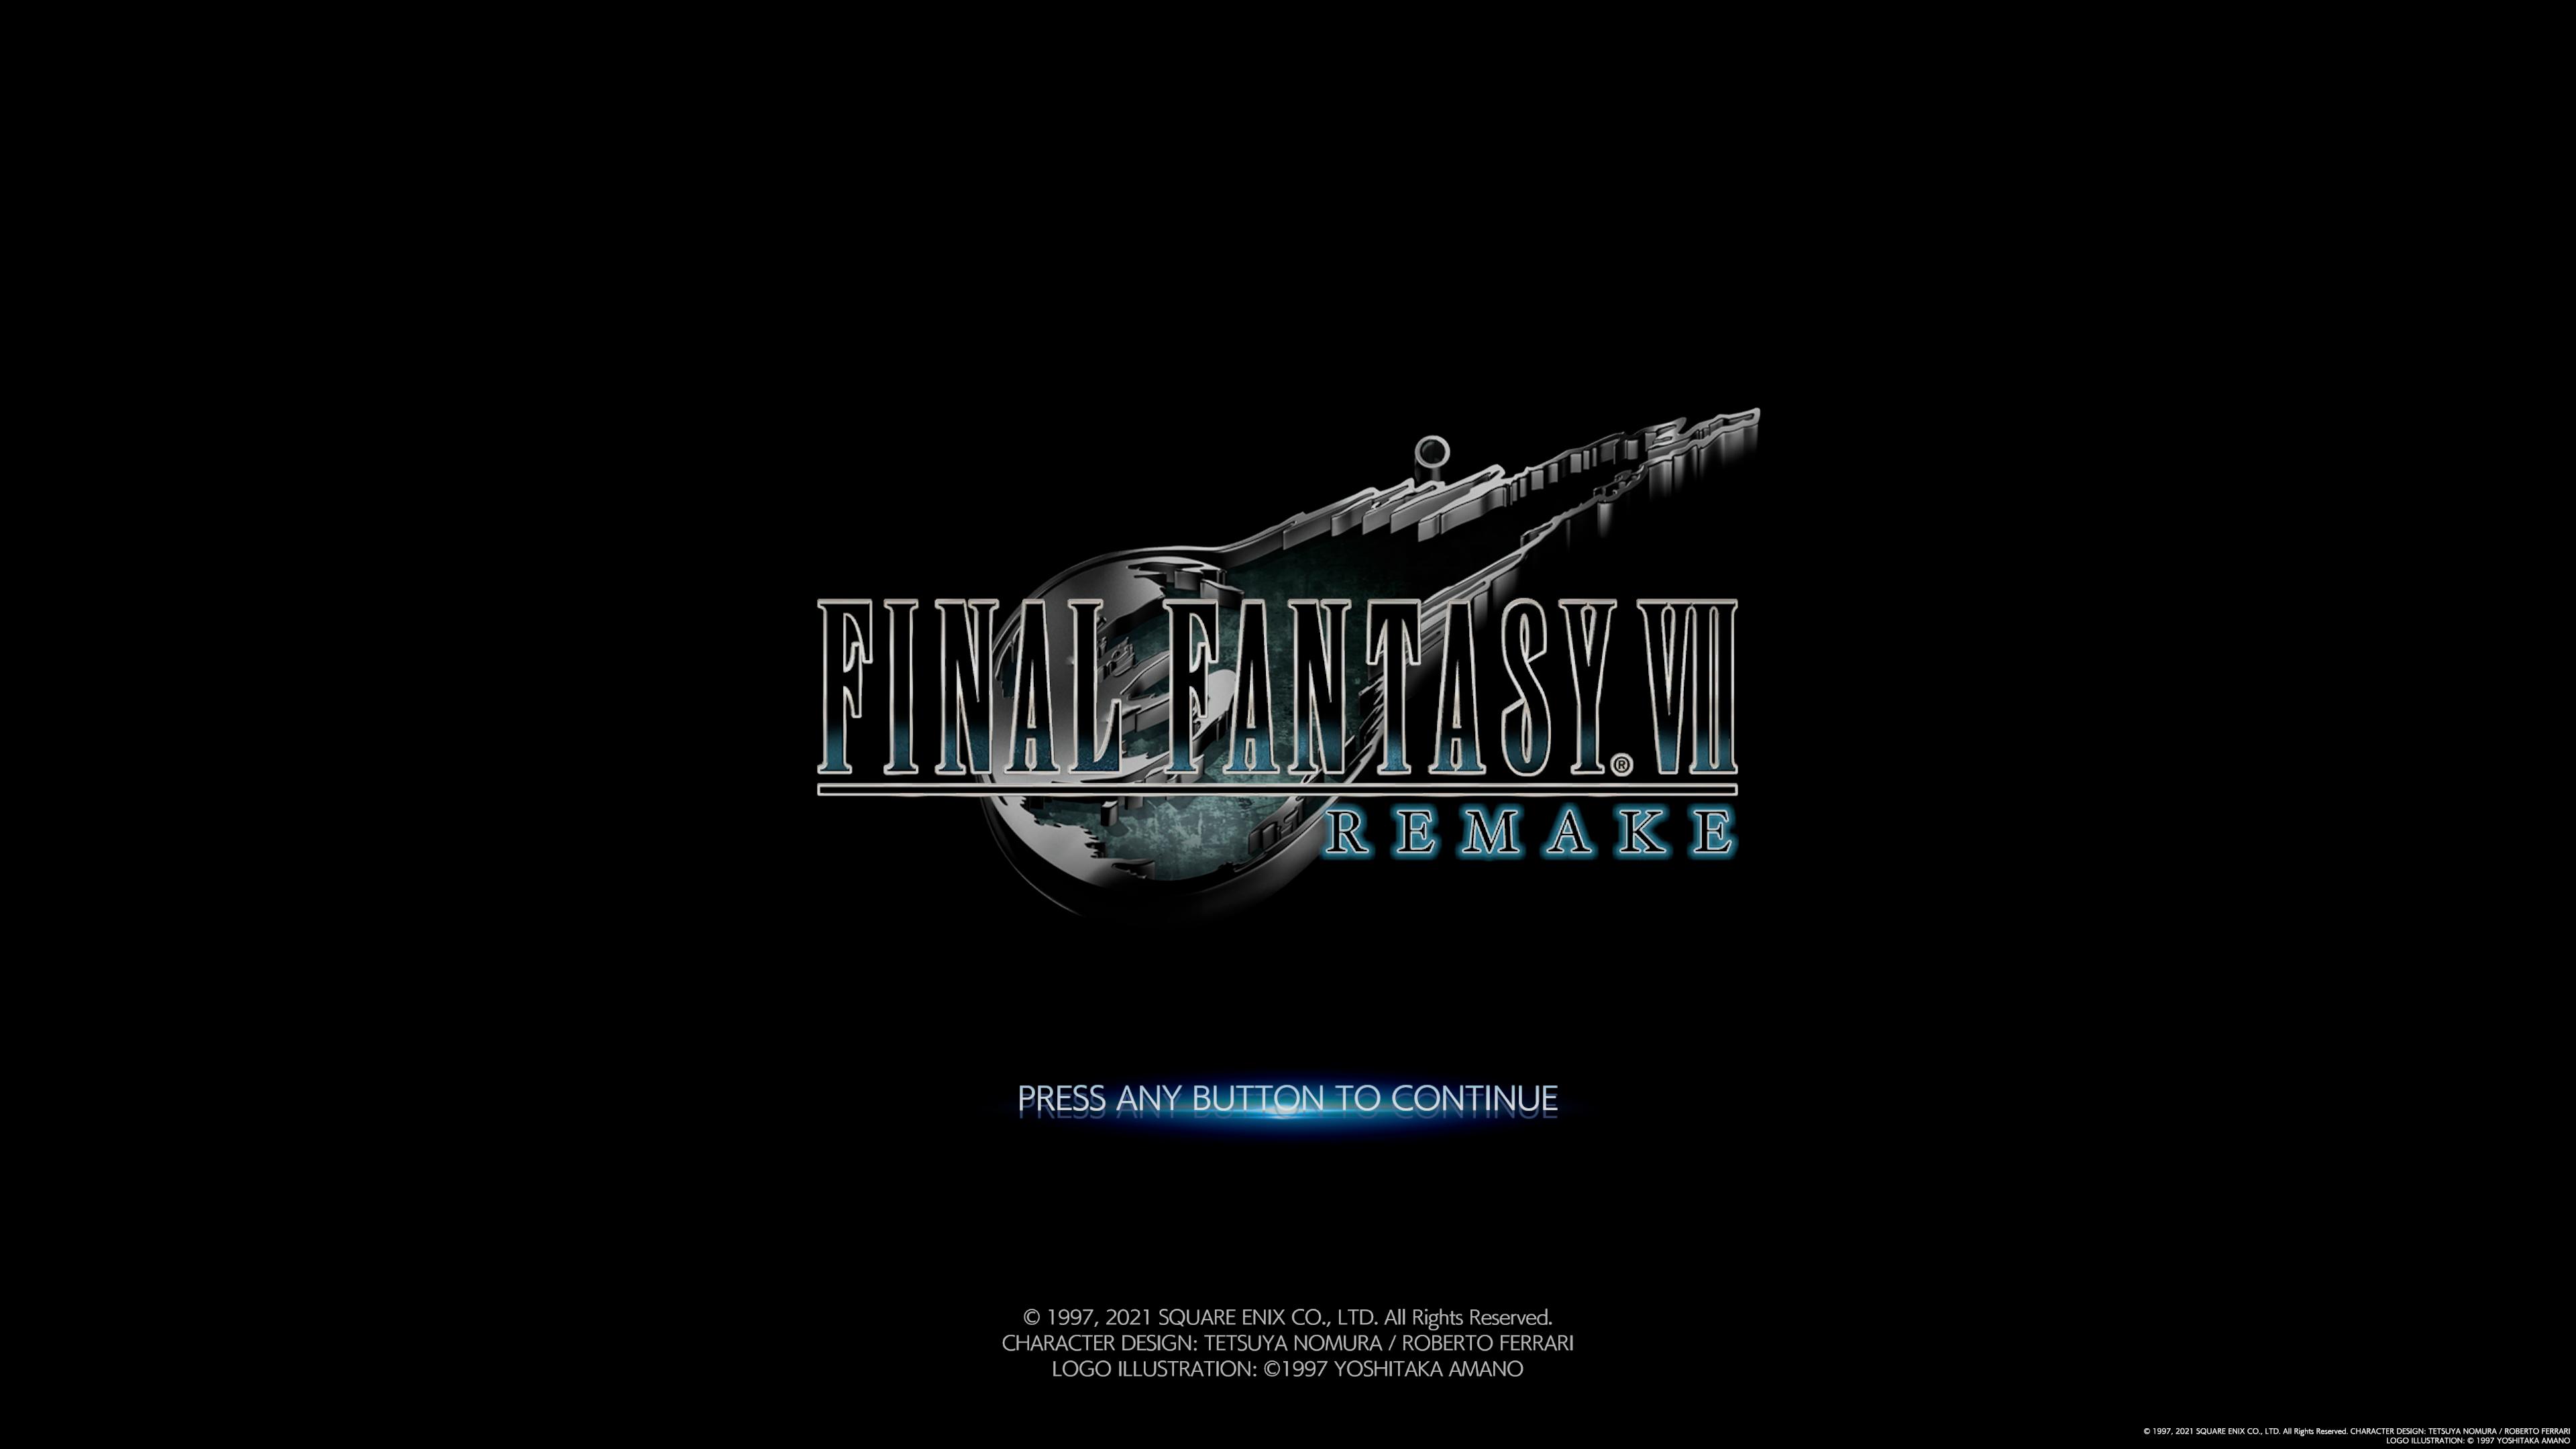 FINAL FANTASY® VII
REMAKE
PRESS ANY BUTTON TO CONTINUE
© 1997, 2021 SQUARE ENIX CO., LTD. All Rights Reserved.
CHARACTER DESIGN: TETSUYA NOMURA / ROBERTO FERRARI
LOGO ILLUSTRATION: ©1997 YOSHITAKA AMANO
© 1997, 2021 SQUARE ENIX CO., LTD. All Rights Reserved. CHARACTER DESIGN: TETSUYA NOMURA / ROBERTO FERRARI
LOGO ILLUSTRATION: © 1997 YOSHITAKA AMANO